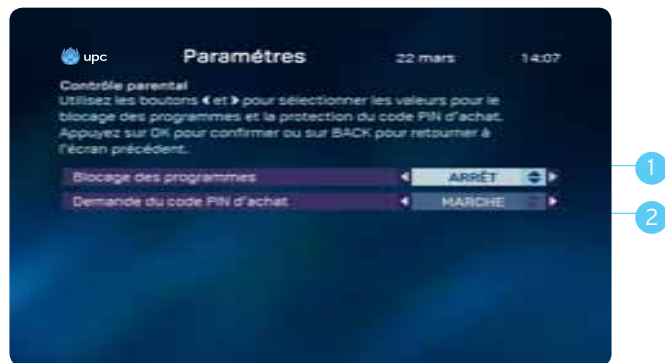 upc Paramétres 22 mars 14:07
Contrôle parental
Utilisez les boutons et pour sélectionner les valeurs pour le
blocage des programmes et la protection du code PIN d'achat.
Appuyez sur OK pour confirmer ou sur BACK pour retourner à
l'écran précédent.
Blocage des programmes ARRÊT 1
Demande du code PIN d'achat MARCHE 2